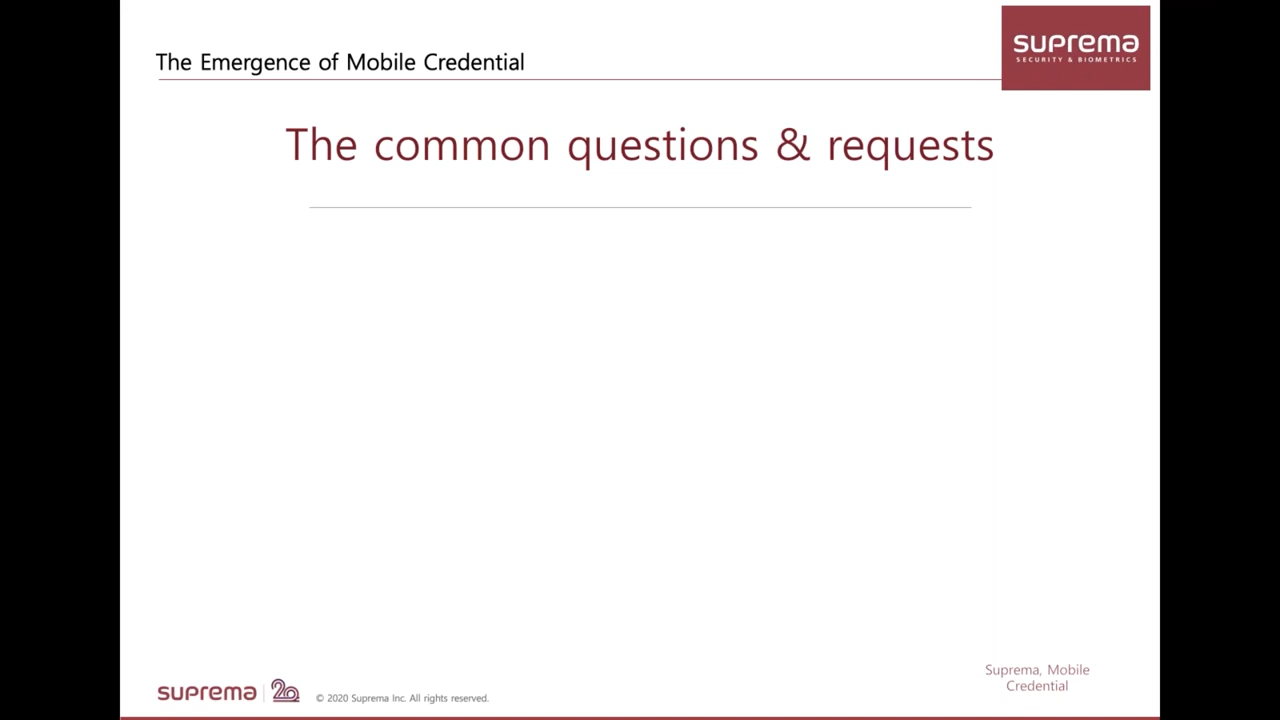 The Emergence of Mobile Credential
suprema
SECURITY & BIOMETRICS
The common questions & requests
suprema
20
© 2020 Suprema Inc. All rights reserved.
Suprema, Mobile
Credential